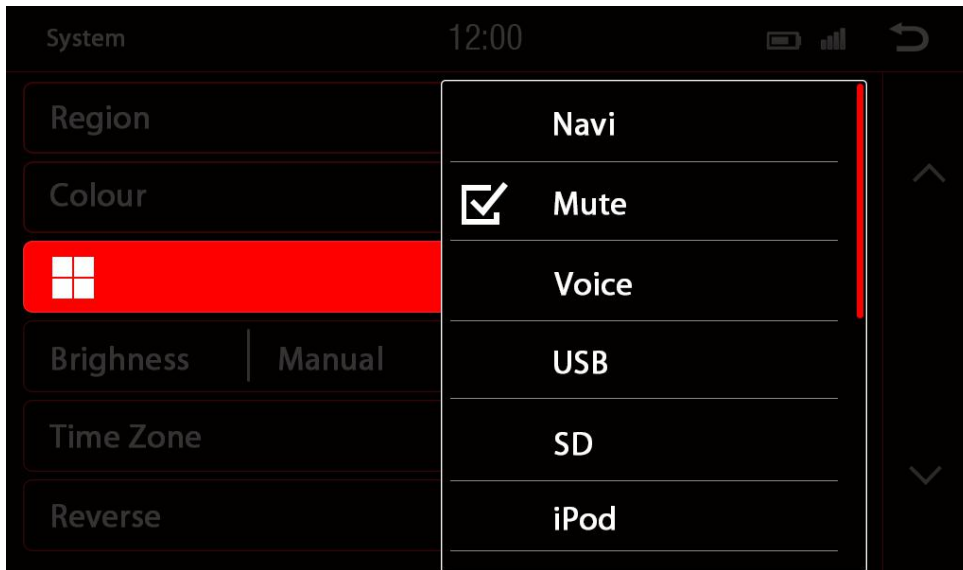 System 12:00
Region
Colour
Brighness Manual
Time Zone
Reverse
Navi
Mute
Voice
USB
SD
iPod